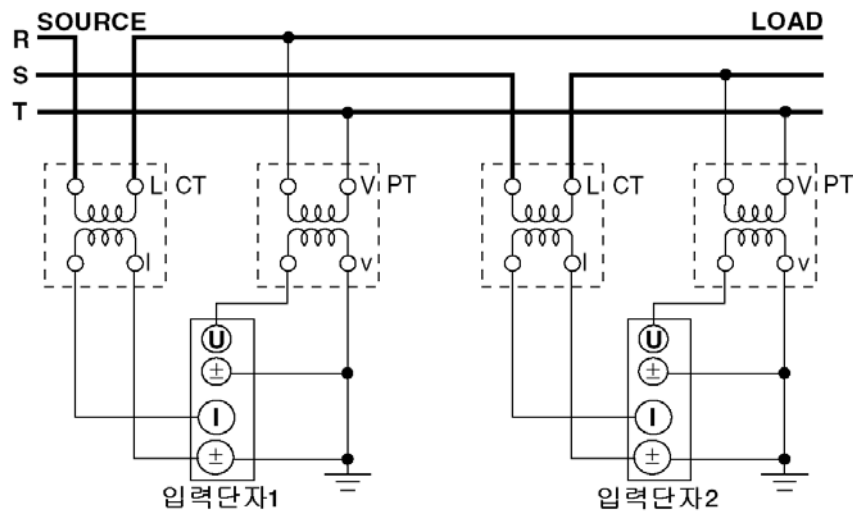 SOURCE LOAD
R
S
T
L CT V PT L CT V PT
l v l v
U U
± ±
I I
± ±
입력단자1 입력단자2